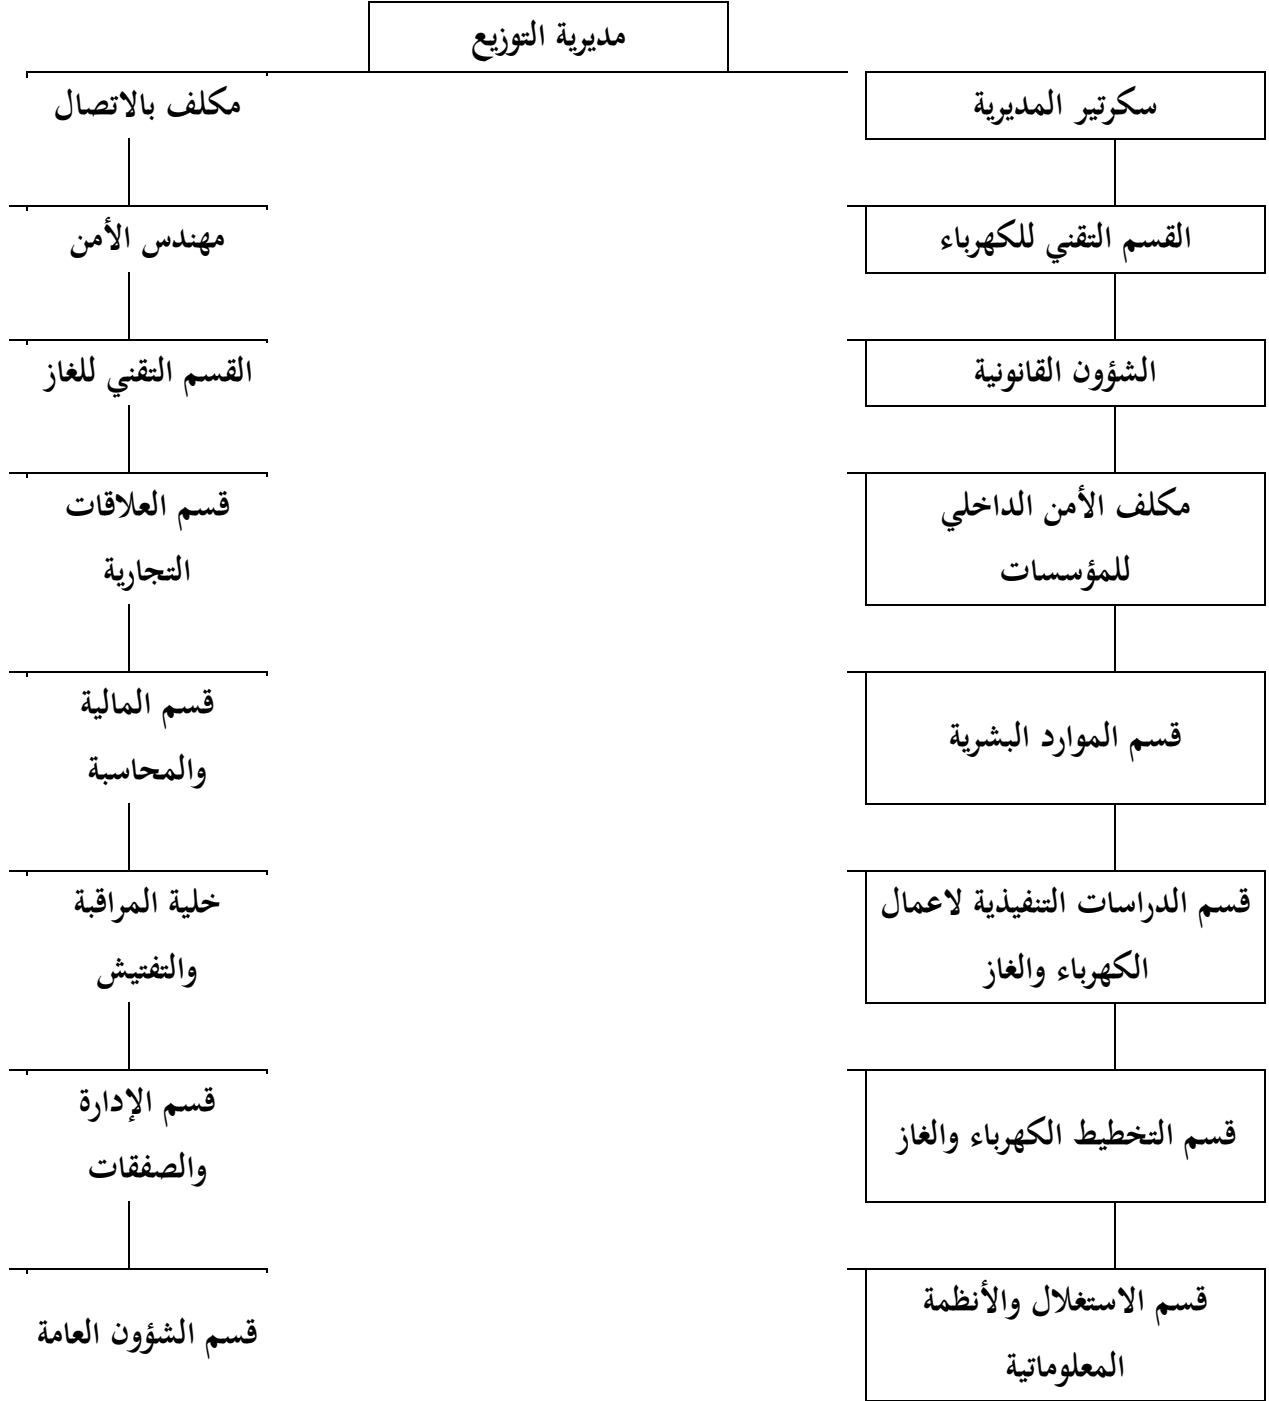 مديرية التوزيع
سكرتير المديرية
مكلف بالاتصال
القسم التقني للكهرباء
مهندس الأمن
الشؤون القانونية
القسم التقني للغاز
مكلف الأمن الداخلي
للمؤسسات
قسم العلاقات
التجارية
قسم الموارد البشرية
قسم المالية
والمحاسبة
قسم الدراسات التنفيذية لاعمال
الكهرباء والغاز
خلية المراقبة
والتفتيش
قسم التخطيط الكهرباء والغاز
قسم الإدارة
والصفقات
قسم الاستغلال والأنظمة
المعلوماتية
قسم الشؤون العامة